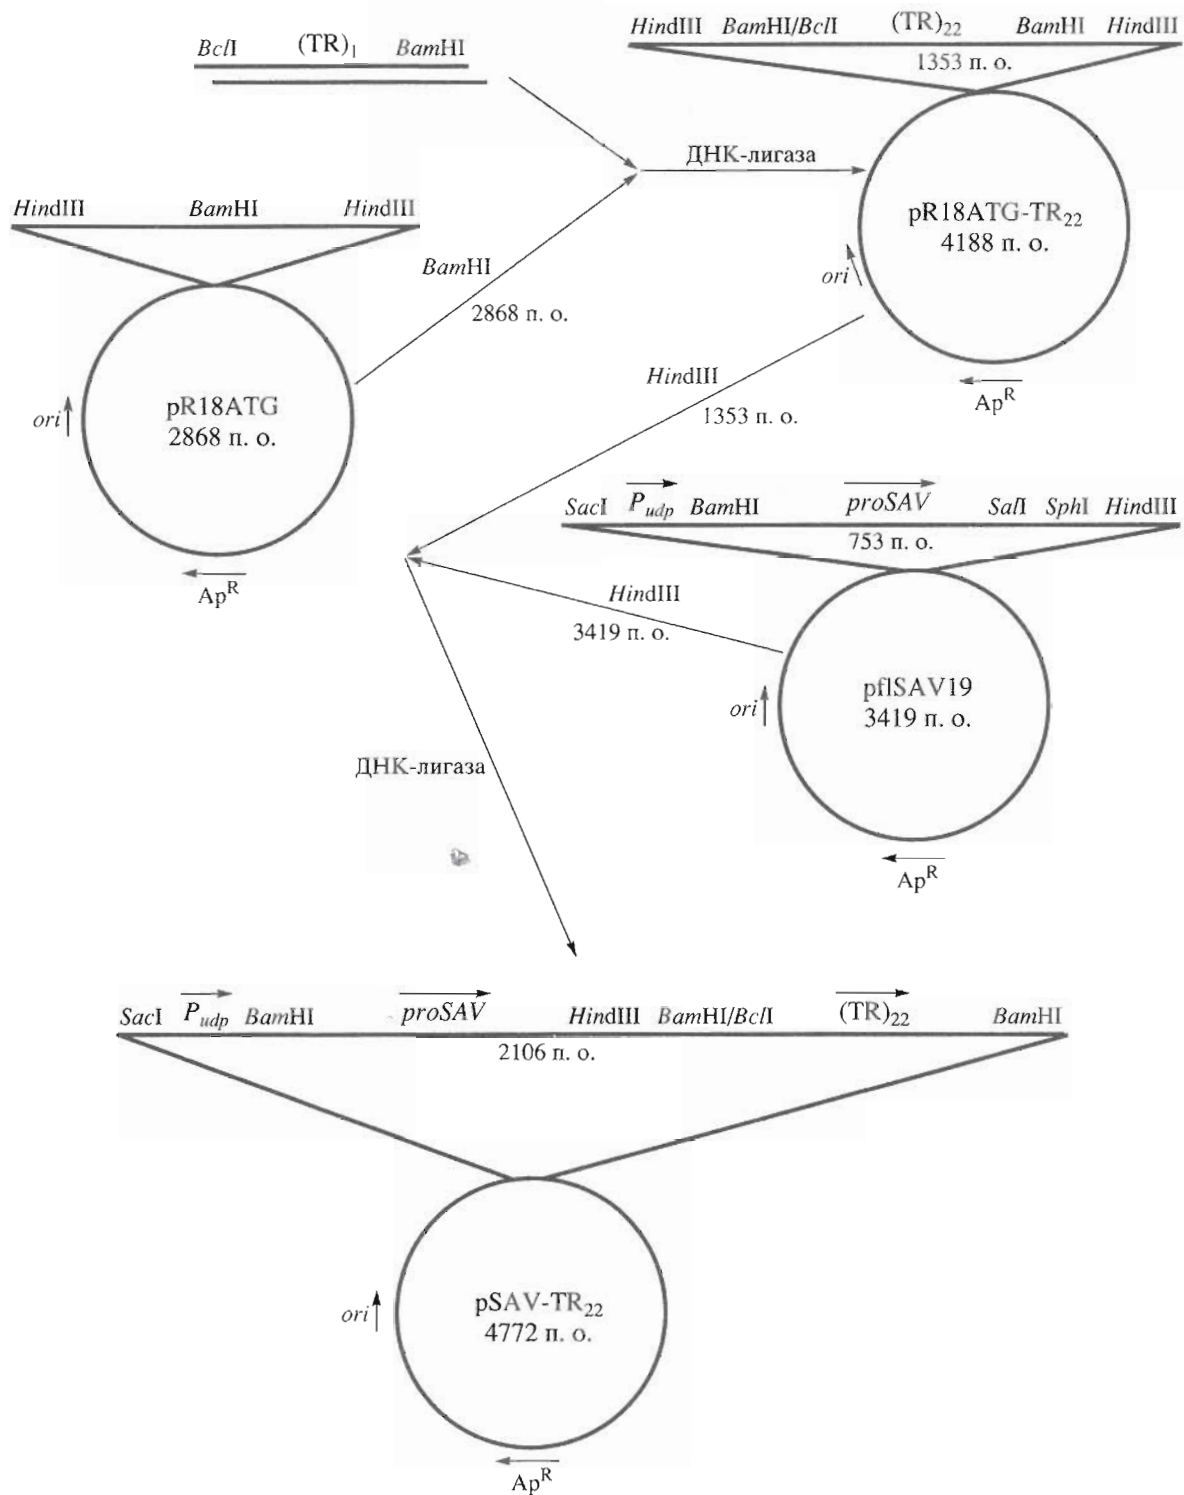 BclI (TR)1 BamHI
HindIII BamHI/BclI (TR)22 BamHI HindIII
1353 п. о.
ДНК-лигаза
pR18ATG-TR22
4188 п. о.
ori
ApR
HindIII BamHI HindIII
BamHI
2868 п. о.
pR18ATG
2868 п. о.
ori
ApR
HindIII
1353 п. о.
SacI Pudp BamHI proSAV SalI SphI HindIII
753 п. о.
HindIII
3419 п. о.
pflSAV19
3419 п. о.
ori
ApR
ДНК-лигаза
SacI Pudp BamHI proSAV HindIII BamHI/BclI (TR)22 BamHI
2106 п. о.
pSAV-TR22
4772 п. о.
ori
ApR